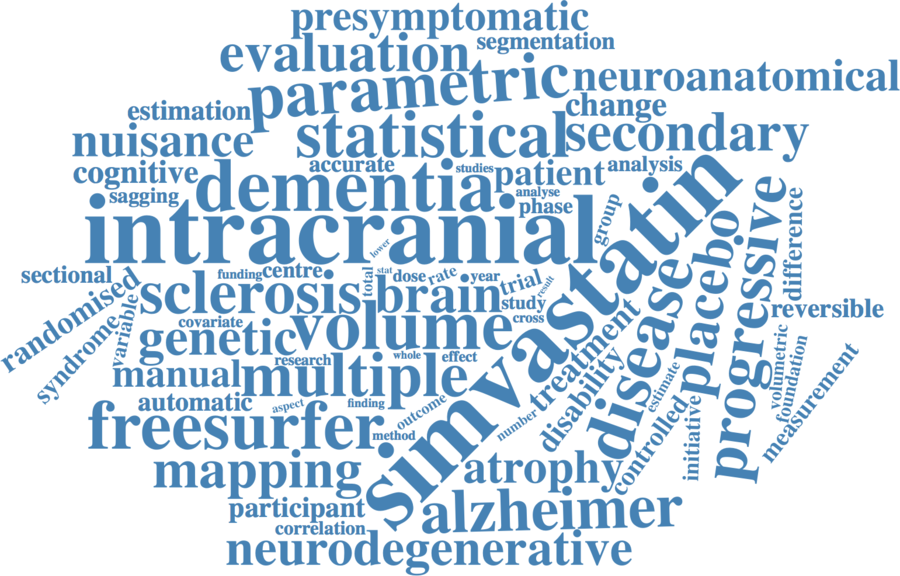 presymptomatic
segmentation
evaluation
parametric
neuroanatomical
estimation
change
nuisance
statistical
secondary
accurate
studies
patient
analysis
cognitive
dementia
analyse
sagging
phase
group
intracranial
lower
simvastatin
progressive
difference
sectional
funding
centre
total
stat
dose
rate
year
trial
result
placebo
disease
randomised
sclerosis
brain
study
cross
reversible
syndrome
variable
covariate
genetic
volume
treatment
research
whole
effect
disability
estimate
volumetric
foundation
measurement
manual
multiple
automatic
aspect
finding
outcome
number
controlled
initiative
freesurfer
method
mapping
atrophy
participant
alzheimer
correlation
neurodegenerative